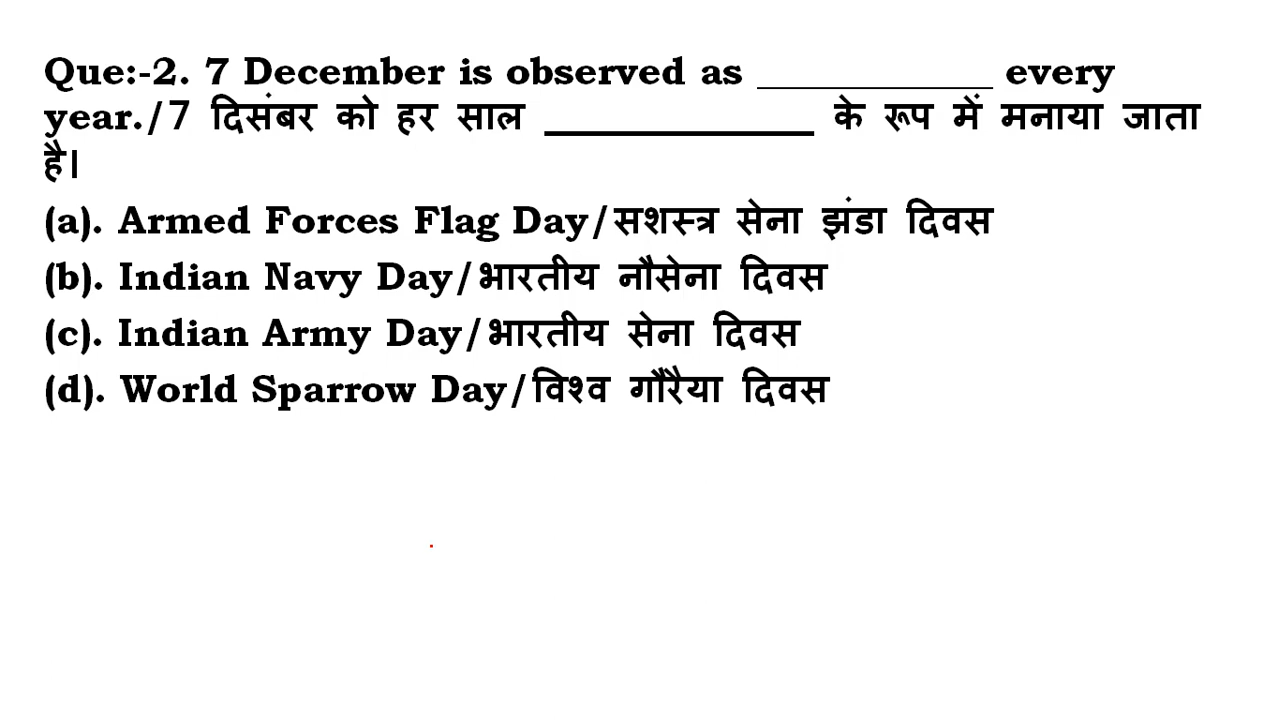 Que:-2. 7 December is observed as ____________ every
year./7 दिसंबर को हर साल ______________ के रूप में मनाया जाता
है।
(a). Armed Forces Flag Day/सशस्त्र सेना झंडा दिवस
(b). Indian Navy Day/भारतीय नौसेना दिवस
(c). Indian Army Day/भारतीय सेना दिवस
(d). World Sparrow Day/विश्व गौरैया दिवस